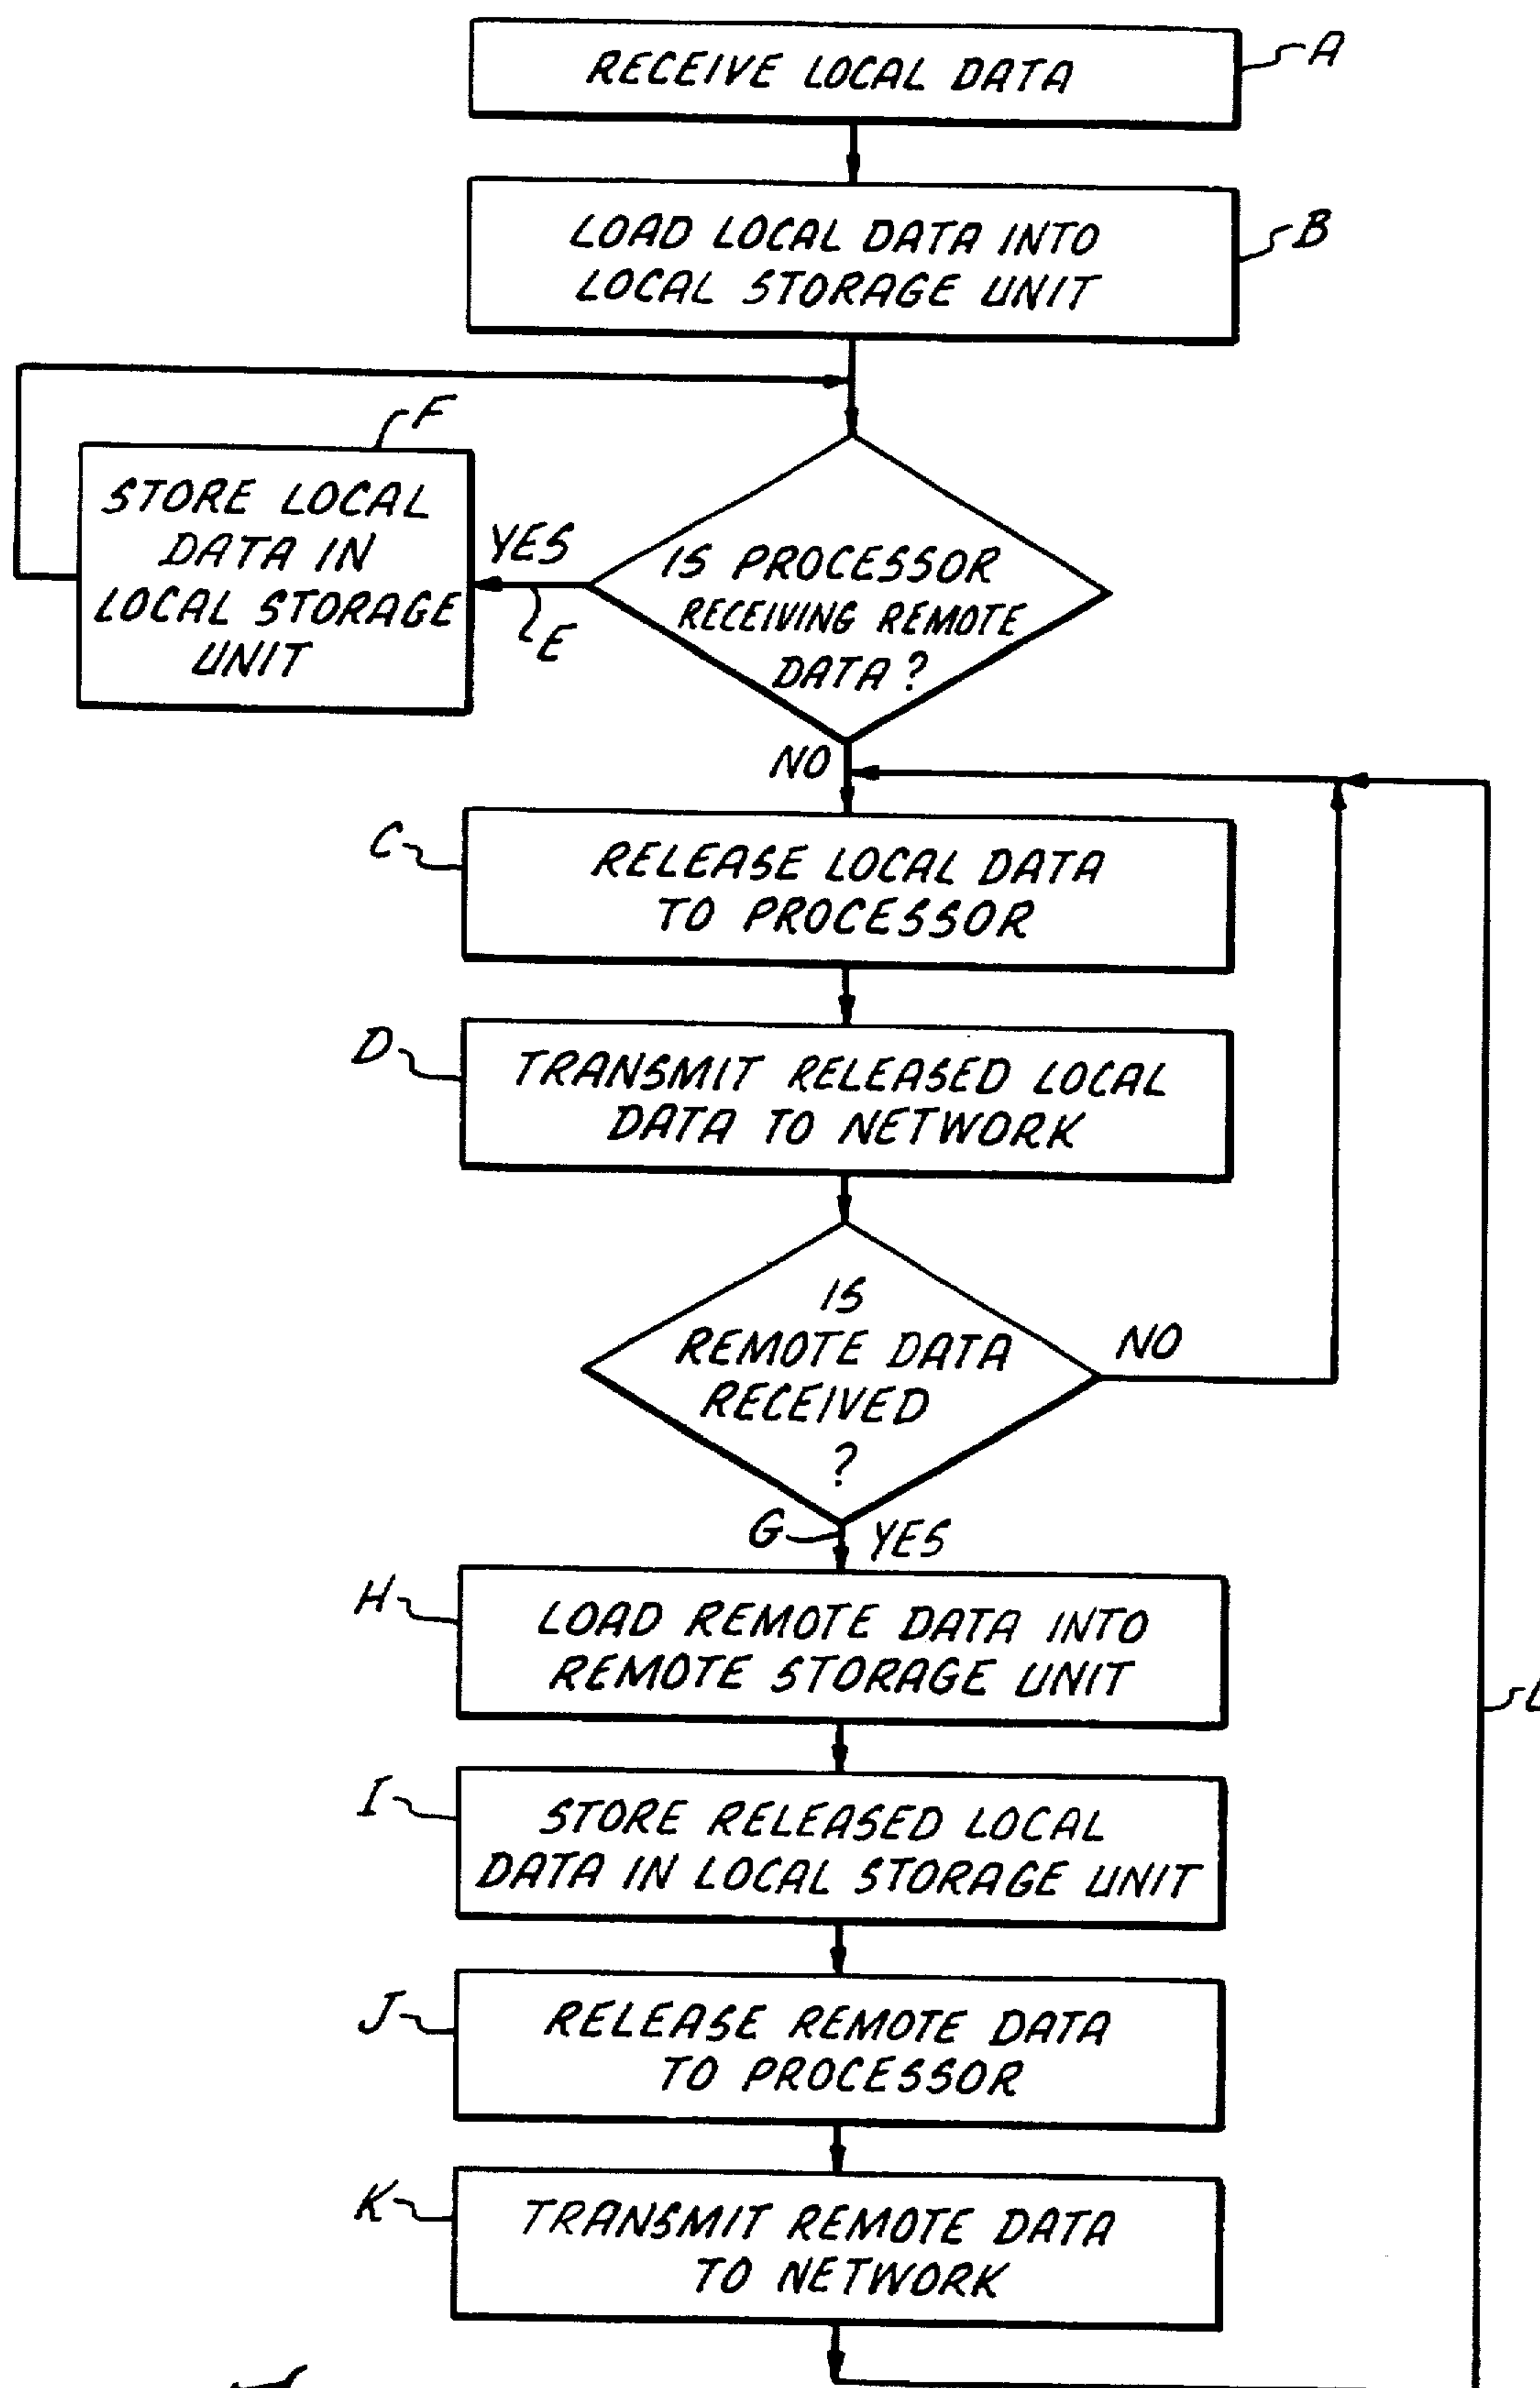 RECEIVE LOCAL DATA
A
LOAD LOCAL DATA INTO
LOCAL STORAGE UNIT
B
F
STORE LOCAL
DATA IN
LOCAL STORAGE
UNIT
YES
E
IS PROCESSOR
RECEIVING REMOTE
DATA?
NO
C
RELEASE LOCAL DATA
TO PROCESSOR
D
TRANSMIT RELEASED LOCAL
DATA TO NETWORK
IS
REMOTE DATA
RECEIVED
?
NO
G
YES
H
LOAD REMOTE DATA INTO
REMOTE STORAGE UNIT
I
STORE RELEASED LOCAL
DATA IN LOCAL STORAGE UNIT
J
RELEASE REMOTE DATA
TO PROCESSOR
K
TRANSMIT REMOTE DATA
TO NETWORK